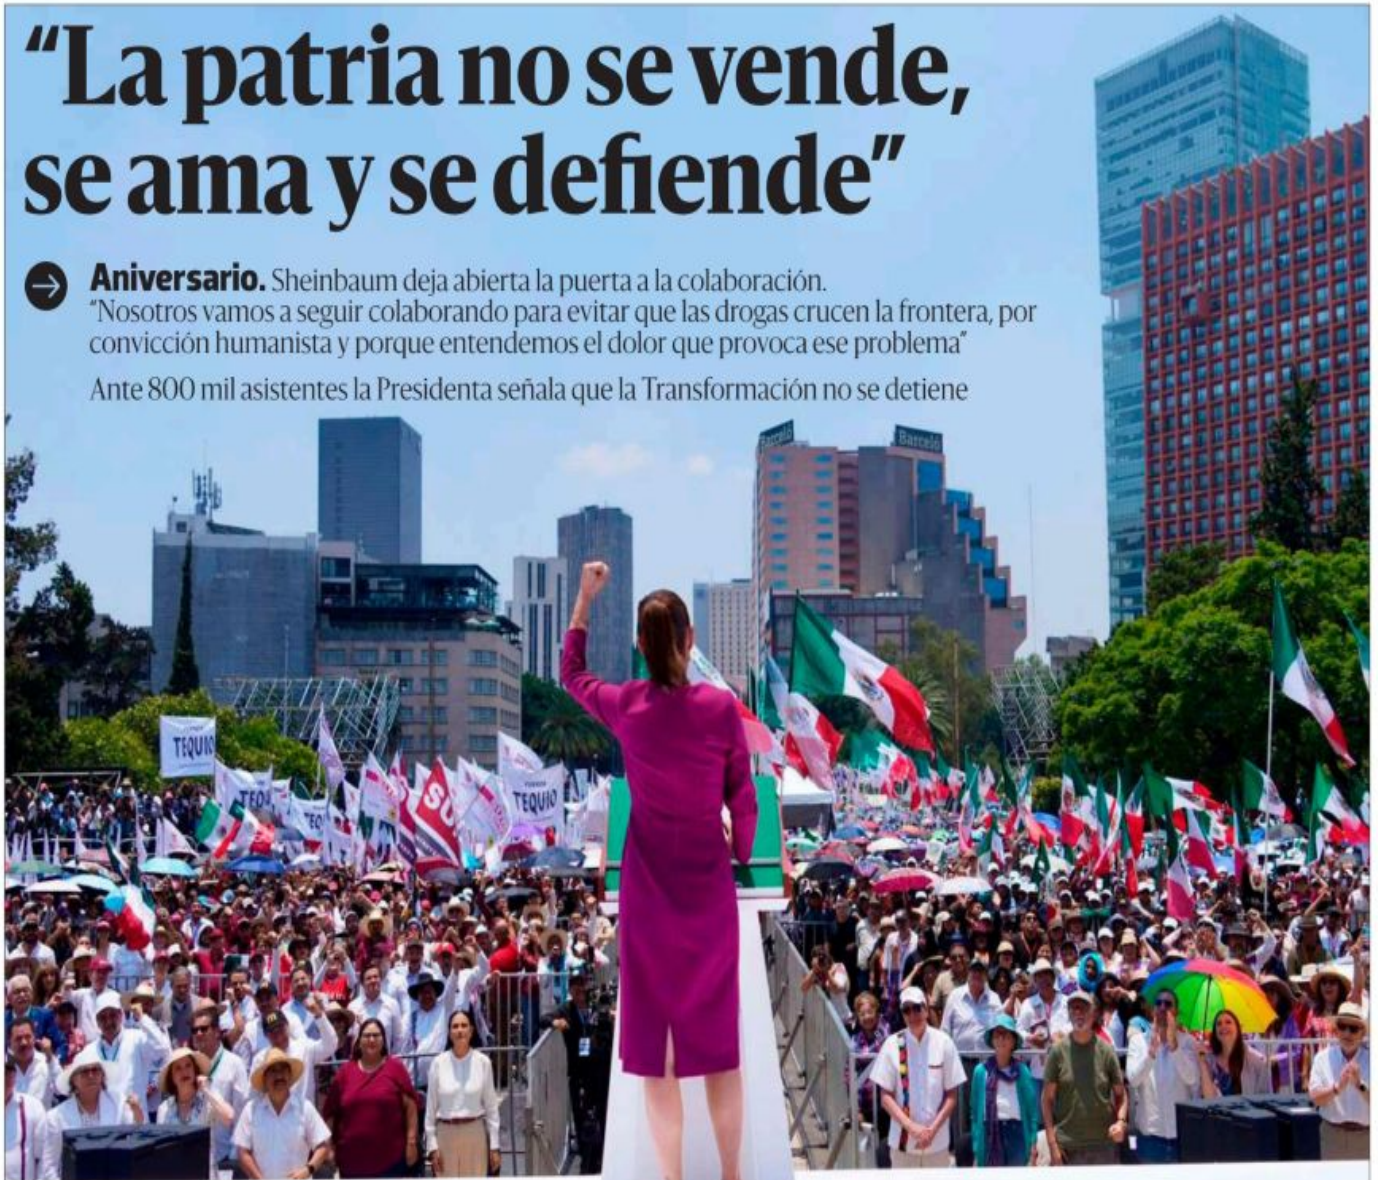 “La patria no se vende,
se ama y se defiende”
Aniversario. Sheinbaum deja abierta la puerta a la colaboración.
“Nosotros vamos a seguir colaborando para evitar que las drogas crucen la frontera, por
convicción humanista y porque entendemos el dolor que provoca ese problema”
Ante 800 mil asistentes la Presidenta señala que la Transformación no se detiene
Barceló
Barceló
TEQUIO
TEQUIO